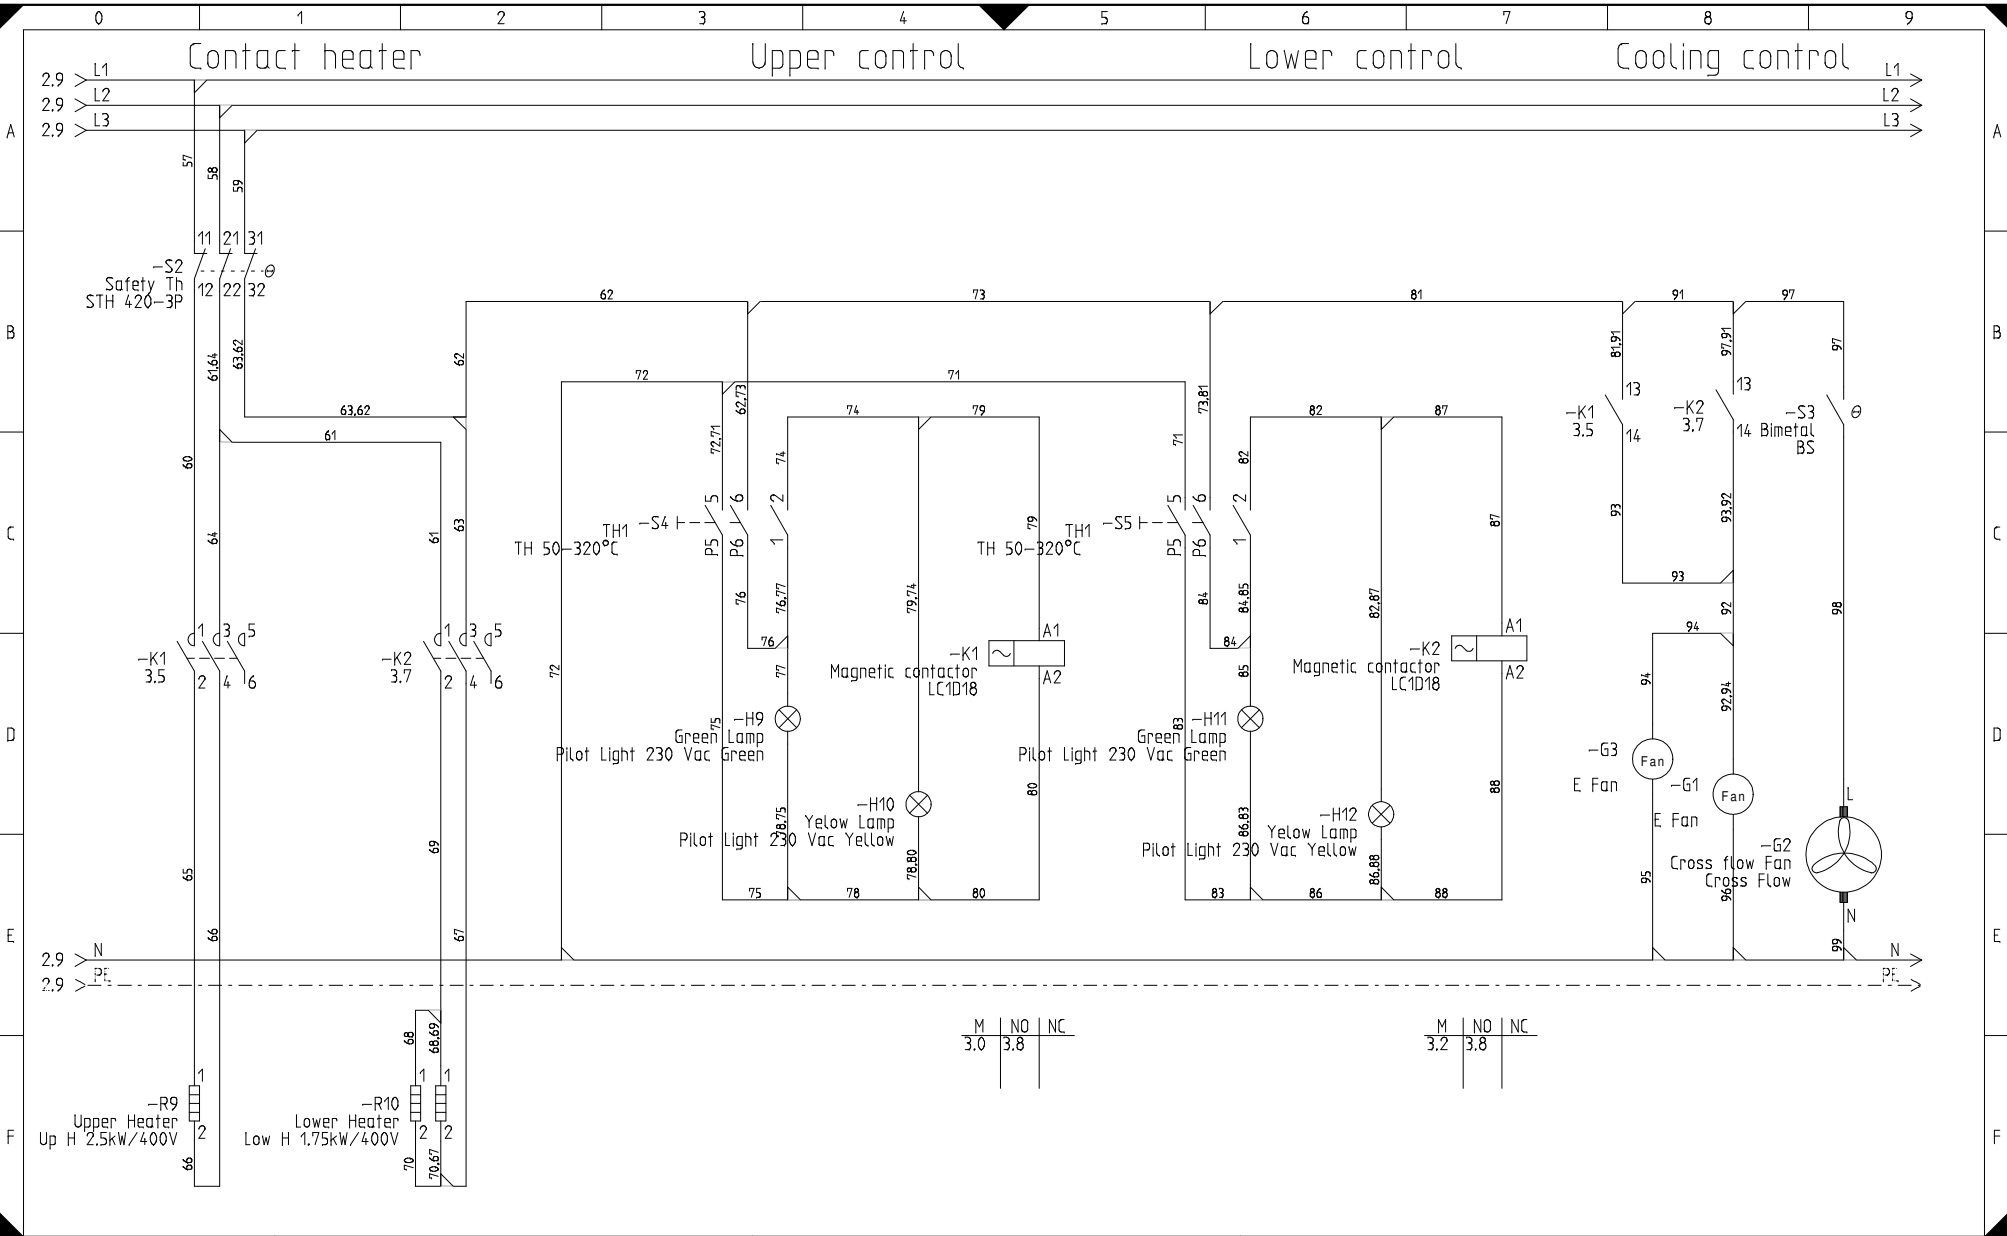 0 1 2 3 4 5 6 7 8 9
Contact heater Upper control Lower control Cooling control
2.9 L1 L1
2.9 L2 L2
2.9 L3 L3
A A
57
58
59
11 21 31
-S2 θ
Safety Th
STH 420-3P
12 22 32
62 73 81 91 97
B B
61,64
63,62
62
81,91
97,91
97
72 71
62,73
73,81
13
13
-K1
3.5
14
-K2
3.7
14
-S3 θ
Bimetal
BS
63,62
74 79
82 87
61
60
72,71
74
71
82
64
61
63
5 6 2
-S4
TH1
TH 50-320°C
P5 P6 1
79
5 6 2
-S5
TH1
TH 50-320°C
P5 P6 1
87
93
93,92
C C
93
76
76,77
79,74
84
84,85
82,87
92
98
1 3 5
-K1
3.5
2 4 6
1 3 5
-K2
3.7
2 4 6
72
76
77
A1
-K1
Magnetic contactor
LC1D18
A2
84
85
A1
-K2
Magnetic contactor
LC1D18
A2
94
94
92,94
D D
75
-H9
Green Lamp
Pilot Light 230 Vac Green
83
-H11
Green Lamp
Pilot Light 230 Vac Green
-G3
Fan
E Fan
-G1
Fan
E Fan
80
88
-H10
Yelow Lamp
Pilot Light 230 Vac Yellow
78,75
-H12
Yelow Lamp
Pilot Light 230 Vac Yellow
86,83
L
-G2
Cross flow Fan
Cross Flow
N
69
65
78,80
86,88
95
96
75 78 80
83 86 88
66
67
99
E E
2.9 N N
2.9 PE PE
68
68,69
M NO NC
3.0 3.8
M NO NC
3.2 3.8
1
-R9
Upper Heater
Up H 2,5kW/400V
2
1 1
-R10
Lower Heater
Low H 1,75kW/400V
2 2
F F
66
70
70,67